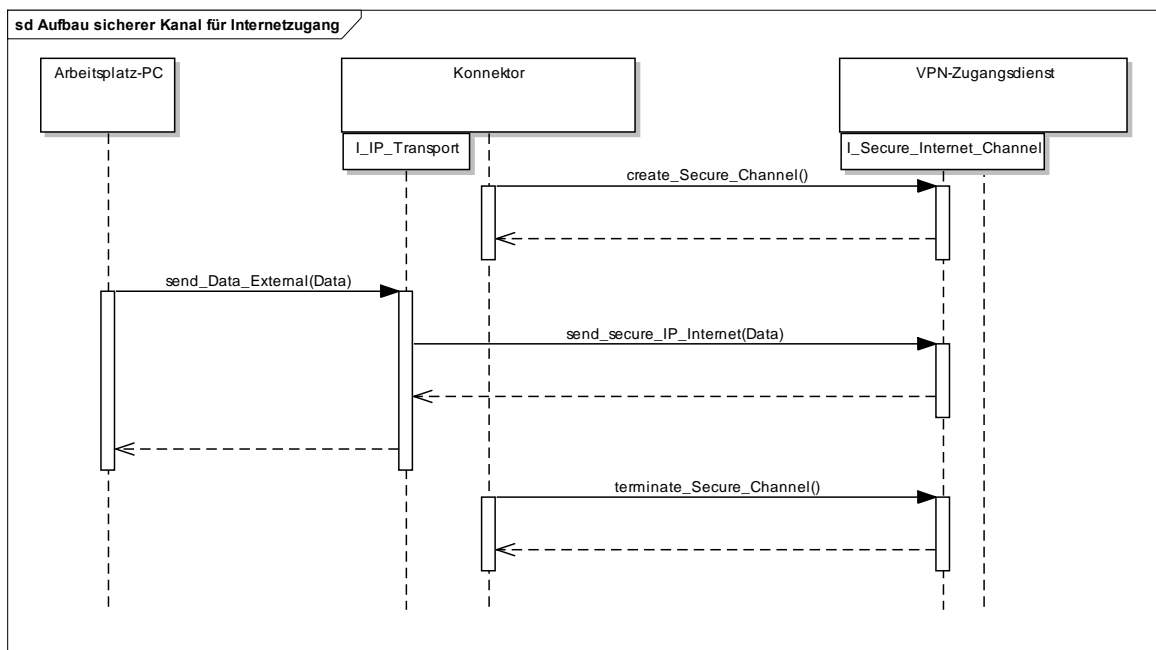 sd Aufbau sicherer Kanal für Internetzugang
Arbeitsplatz-PC
Konnektor
VPN-Zugangsdienst
I_IP_Transport
I_Secure_Internet_Channel
create_Secure_Channel()
send_Data_External(Data)
send_secure_IP_Internet(Data)
terminate_Secure_Channel()